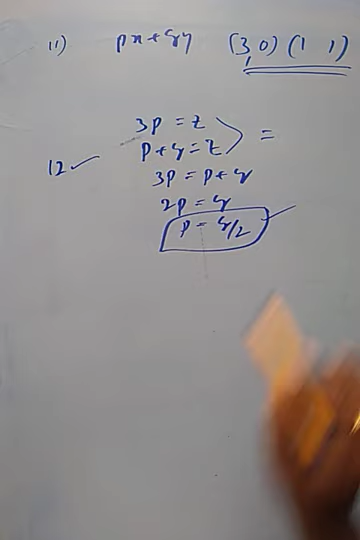 11) px + qy (3,0) (1 1)
3p = z
p + q = z } =
12 ✓
3p = p + q
2p = q
p = q/2